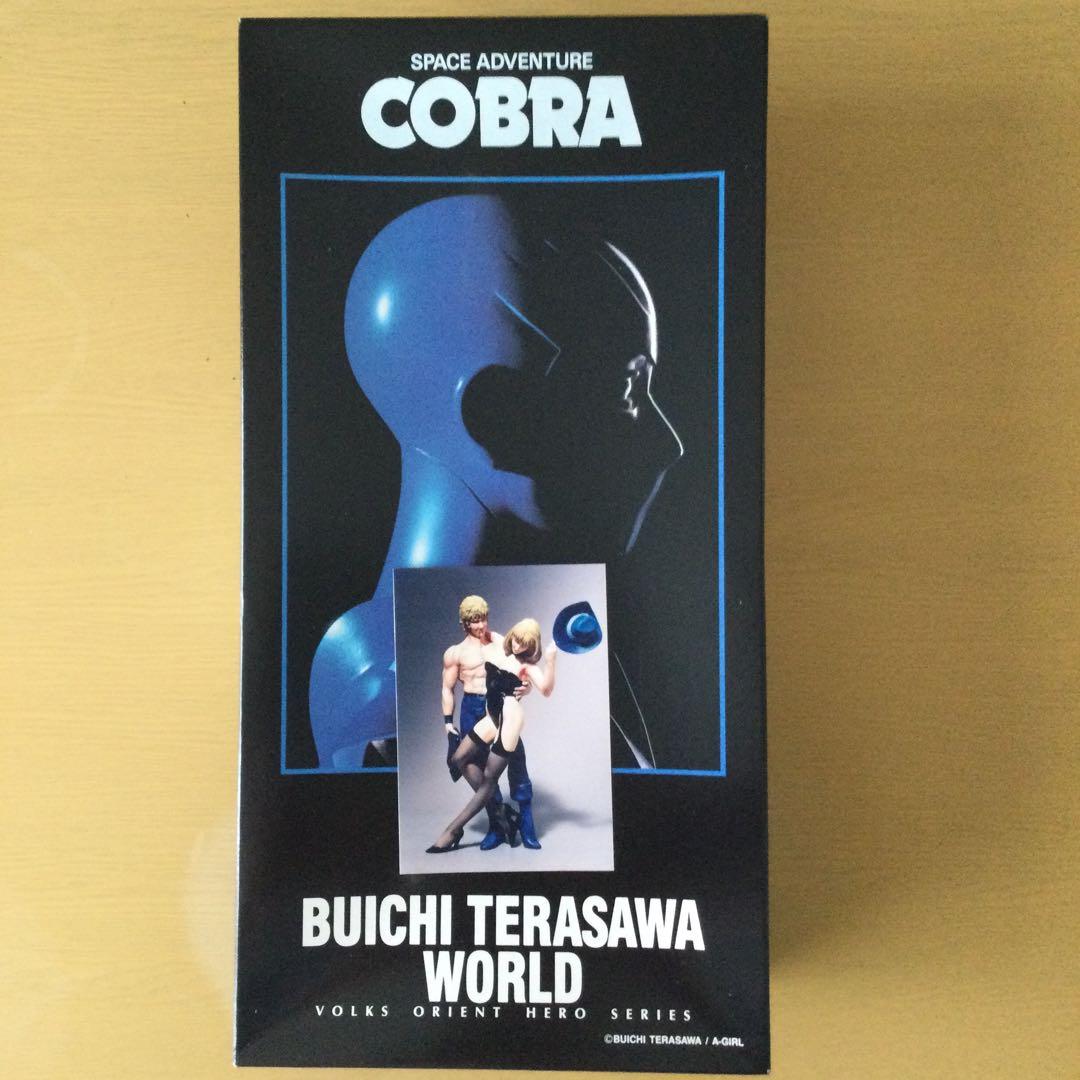 SPACE ADVENTURE
COBRA
BUICHI TERASAWA
WORLD
VOLKS ORIENT HERO SERIES
©BUICHI TERASAWA / A-GIRL